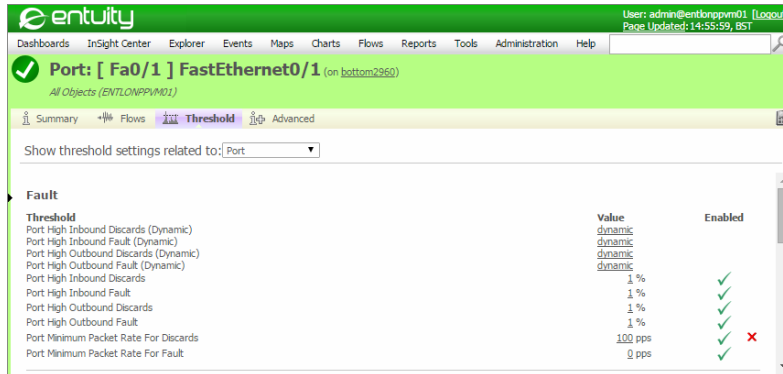 entuity
User: admin@entlonppvm01 [Logout
Page Updated: 14:55:59, BST
Dashboards InSight Center Explorer Events Maps Charts Flows Reports Tools Administration Help
Port: [ Fa0/1 ] FastEthernet0/1 (on bottom2960)
All Objects (ENTLONPPVM01)
Summary Flows Threshold Advanced
Show threshold settings related to: Port
Fault
Threshold Value Enabled
Port High Inbound Discards (Dynamic) dynamic
Port High Inbound Fault (Dynamic) dynamic
Port High Outbound Discards (Dynamic) dynamic
Port High Outbound Fault (Dynamic) dynamic
Port High Inbound Discards 1 %
Port High Inbound Fault 1 %
Port High Outbound Discards 1 %
Port High Outbound Fault 1 %
Port Minimum Packet Rate For Discards 100 pps
Port Minimum Packet Rate For Fault 0 pps